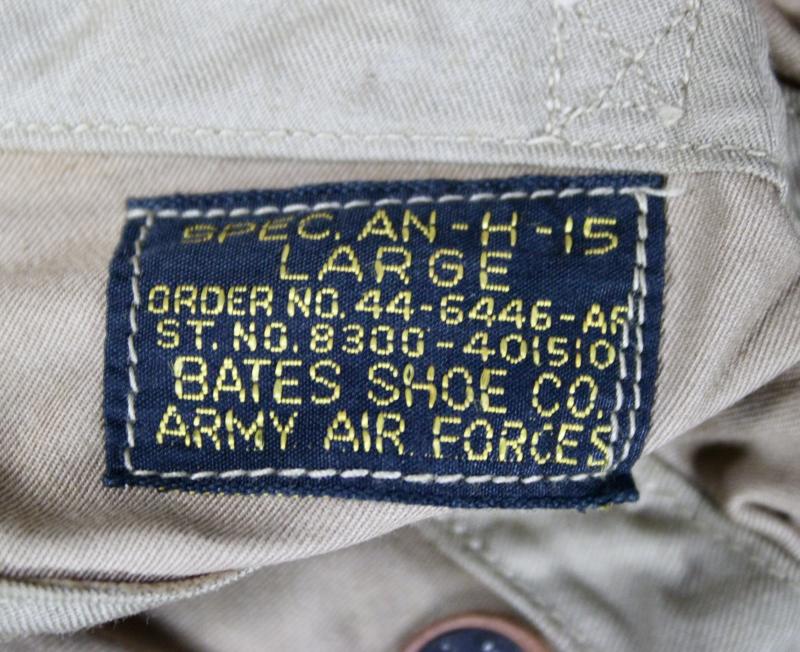 SPEC. AN-H-15
LARGE
ORDER NO. 44-6446-AF
ST. NO. 8300-401510
BATES SHOE CO.
ARMY AIR FORCES